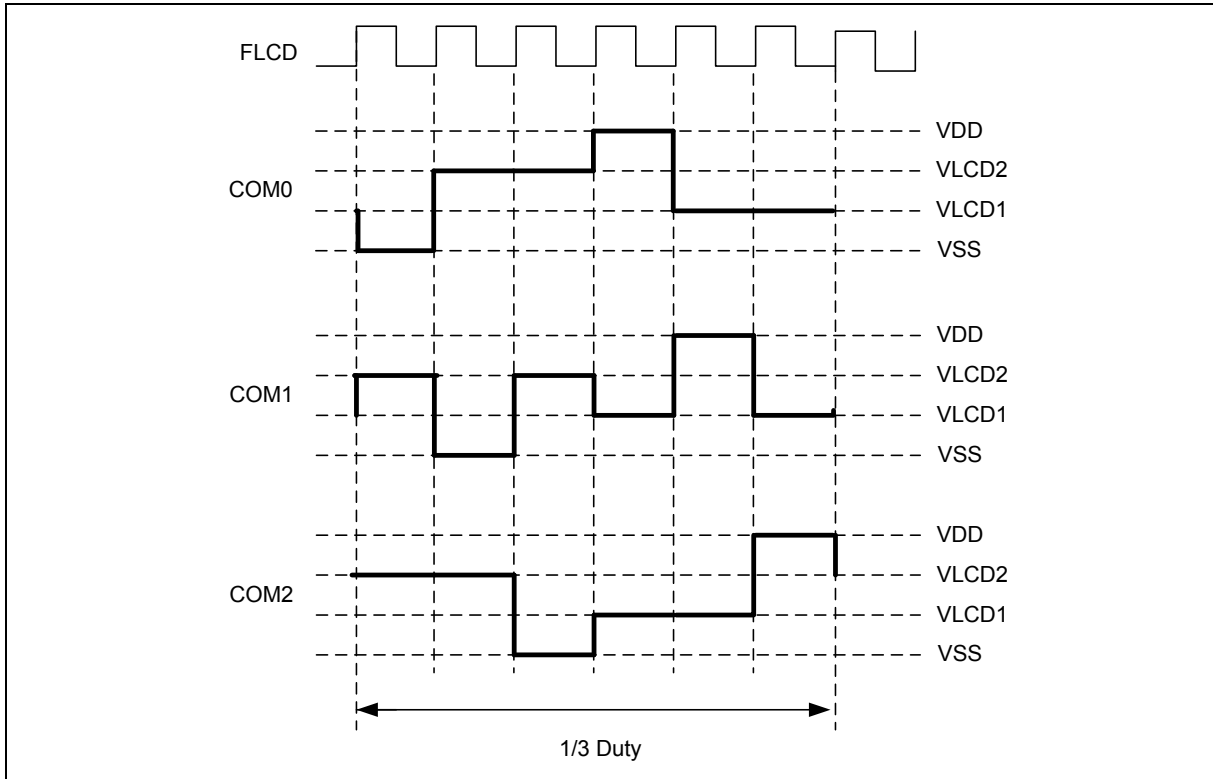 FLCD
VDD
VLCD2
COM0
VLCD1
VSS
VDD
VLCD2
COM1
VLCD1
VSS
VDD
VLCD2
COM2
VLCD1
VSS
1/3 Duty